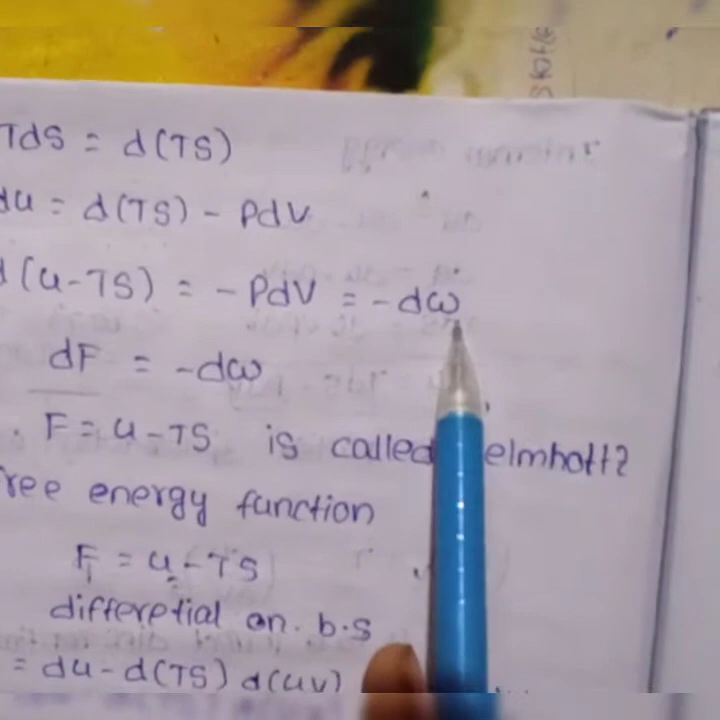 TdS = d(TS)
du = d(TS) - PdV
d(u-TS) = -PdV = -dω
dF = -dω
F = u - TS is called elmhottz
ree energy function
F = u - TS
differetial on. b.s
= du - d(TS) d(uv)